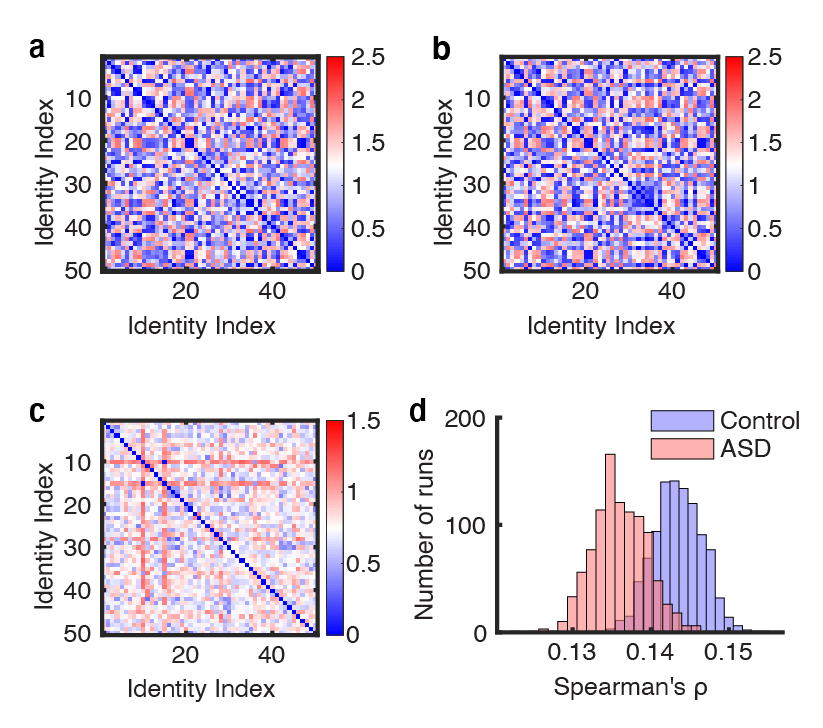 a
2.5
2
1.5
1
0.5
0
10
20
30
40
50
20 40
Identity Index
Identity Index
b
2.5
2
1.5
1
0.5
0
10
20
30
40
50
20 40
Identity Index
Identity Index
c
1.5
1
0.5
0
10
20
30
40
50
20 40
Identity Index
Identity Index
d
200
100
0
Number of runs
Control
ASD
0.13 0.14 0.15
Spearman's ρ